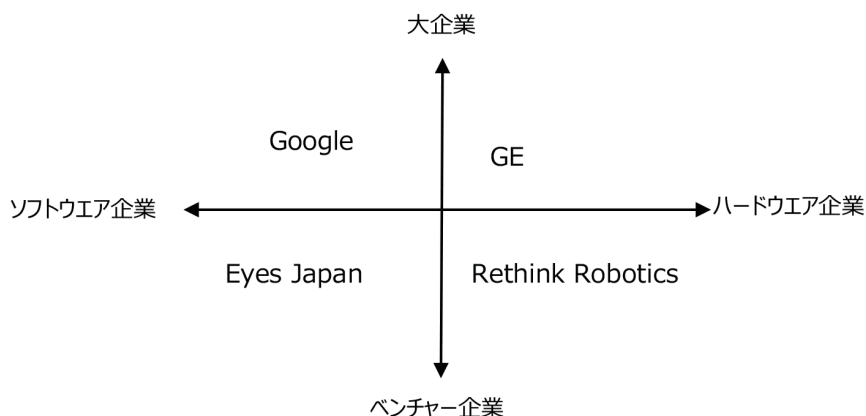 大企業
Google
GE
ソフトウエア企業
ハードウエア企業
Eyes Japan
Rethink Robotics
ベンチャー企業